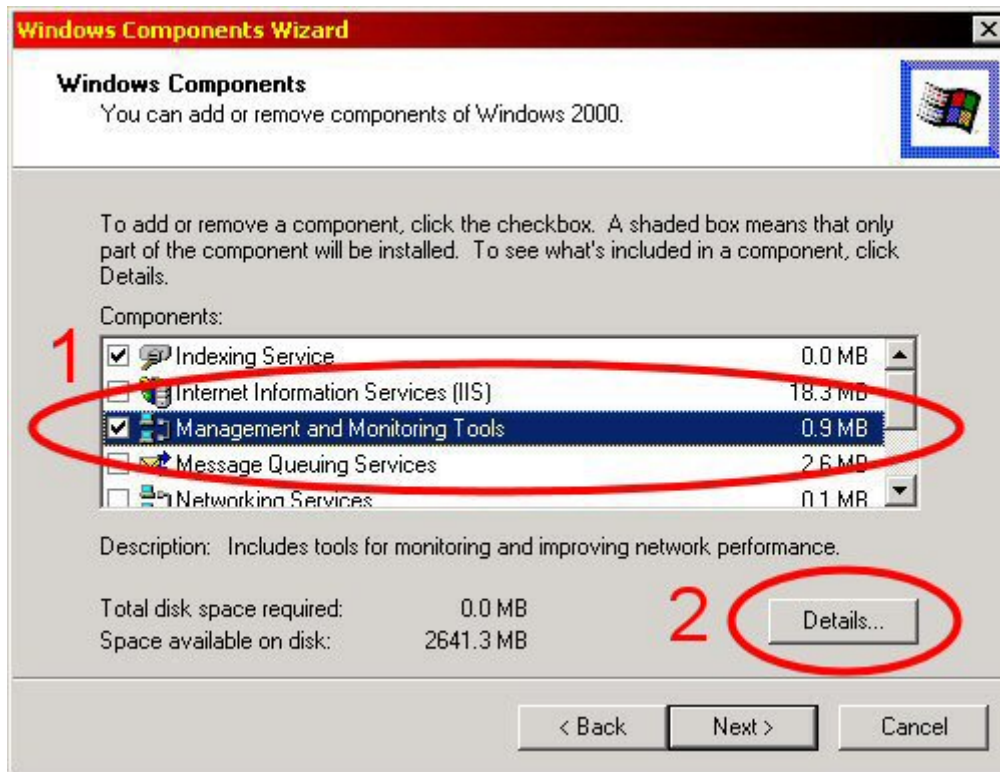 Windows Components Wizard
Windows Components
You can add or remove components of Windows 2000.
To add or remove a component, click the checkbox. A shaded box means that only
part of the component will be installed. To see what's included in a component, click
Details.
Components:
1
Indexing Service 0.0 MB
Internet Information Services (IIS) 18.3 MB
Management and Monitoring Tools 0.9 MB
Message Queuing Services 2.6 MB
Networking Services 0.1 MB
Description: Includes tools for monitoring and improving network performance.
Total disk space required: 0.0 MB
Space available on disk: 2641.3 MB
2
Details...
< Back Next > Cancel